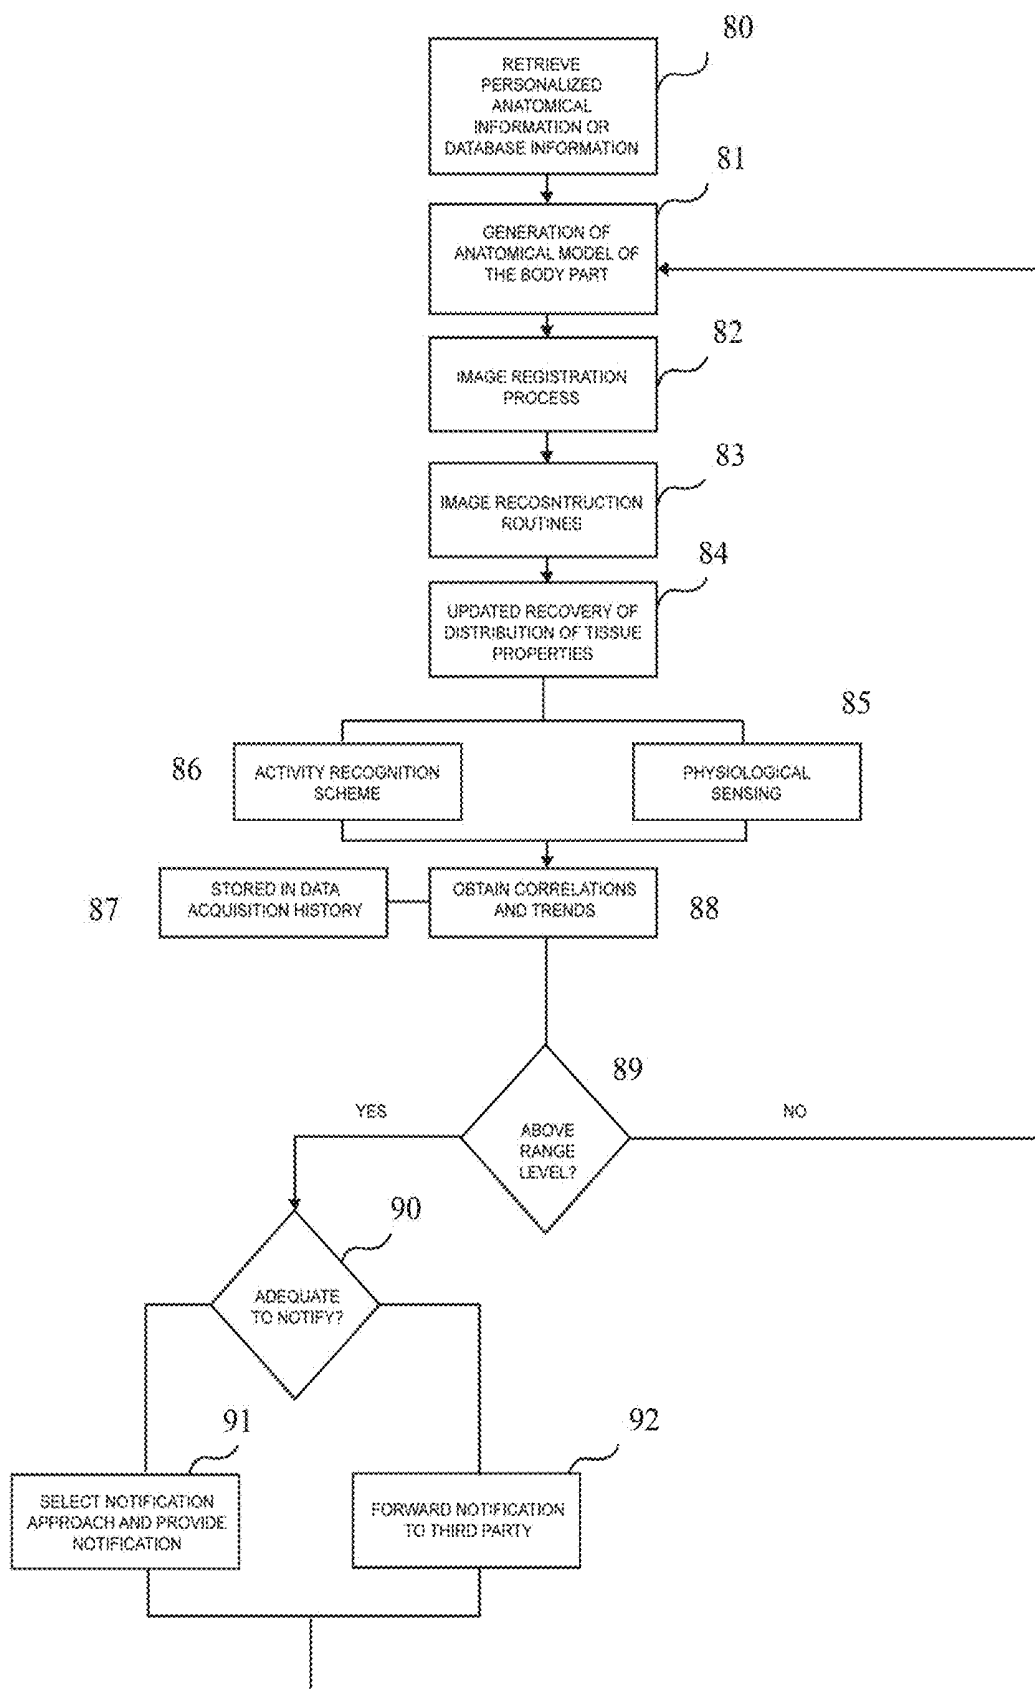 80
RETRIEVE
PERSONALIZED
ANATOMICAL
INFORMATION OR
DATABASE INFORMATION
81
GENERATION OF
ANATOMICAL MODEL OF
THE BODY PART
82
IMAGE REGISTRATION
PROCESS
83
IMAGE RECOSNTRUCTION
ROUTINES
84
UPDATED RECOVERY OF
DISTRIBUTION OF TISSUE
PROPERTIES
85
86
ACTIVITY RECOGNITION
SCHEME
PHYSIOLOGICAL
SENSING
87
STORED IN DATA
ACQUISITION HISTORY
OBTAIN CORRELATIONS
AND TRENDS
88
89
YES
NO
ABOVE
RANGE
LEVEL?
90
ADEQUATE
TO NOTIFY?
91
92
SELECT NOTIFICATION
APPROACH AND PROVIDE
NOTIFICATION
FORWARD NOTIFICATION
TO THIRD PARTY